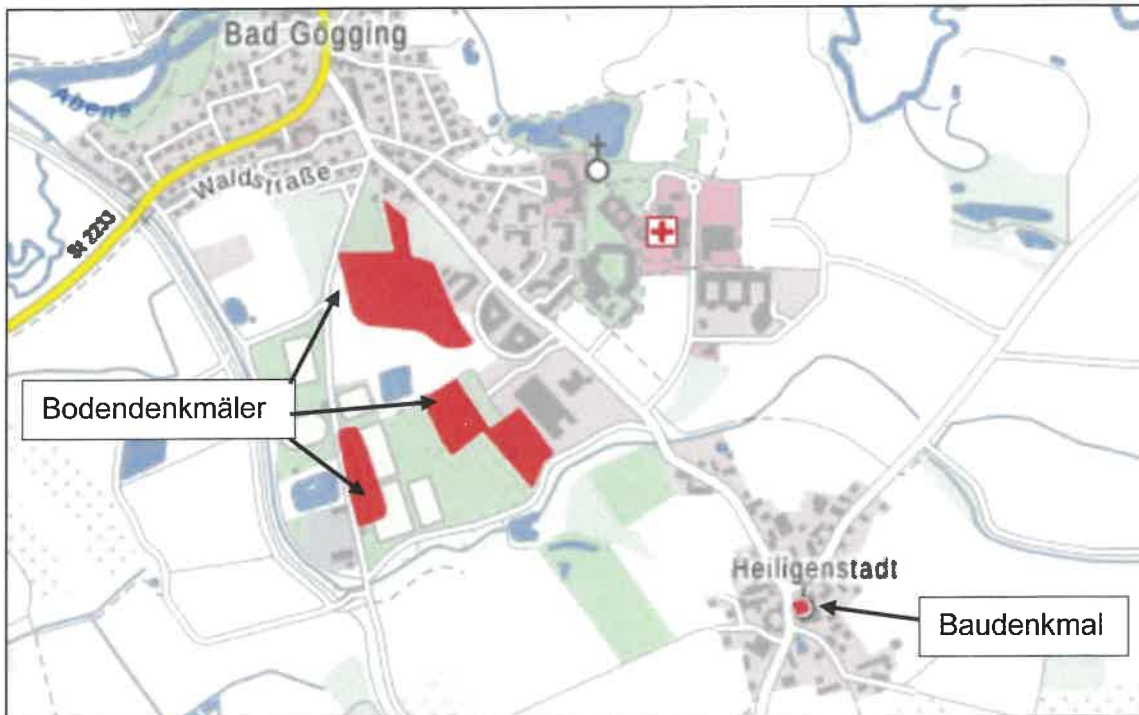 Bad Gögging
Abens
Waldstraße
St 2233
Bodendenkmäler
Heiligenstadt
Baudenkmal